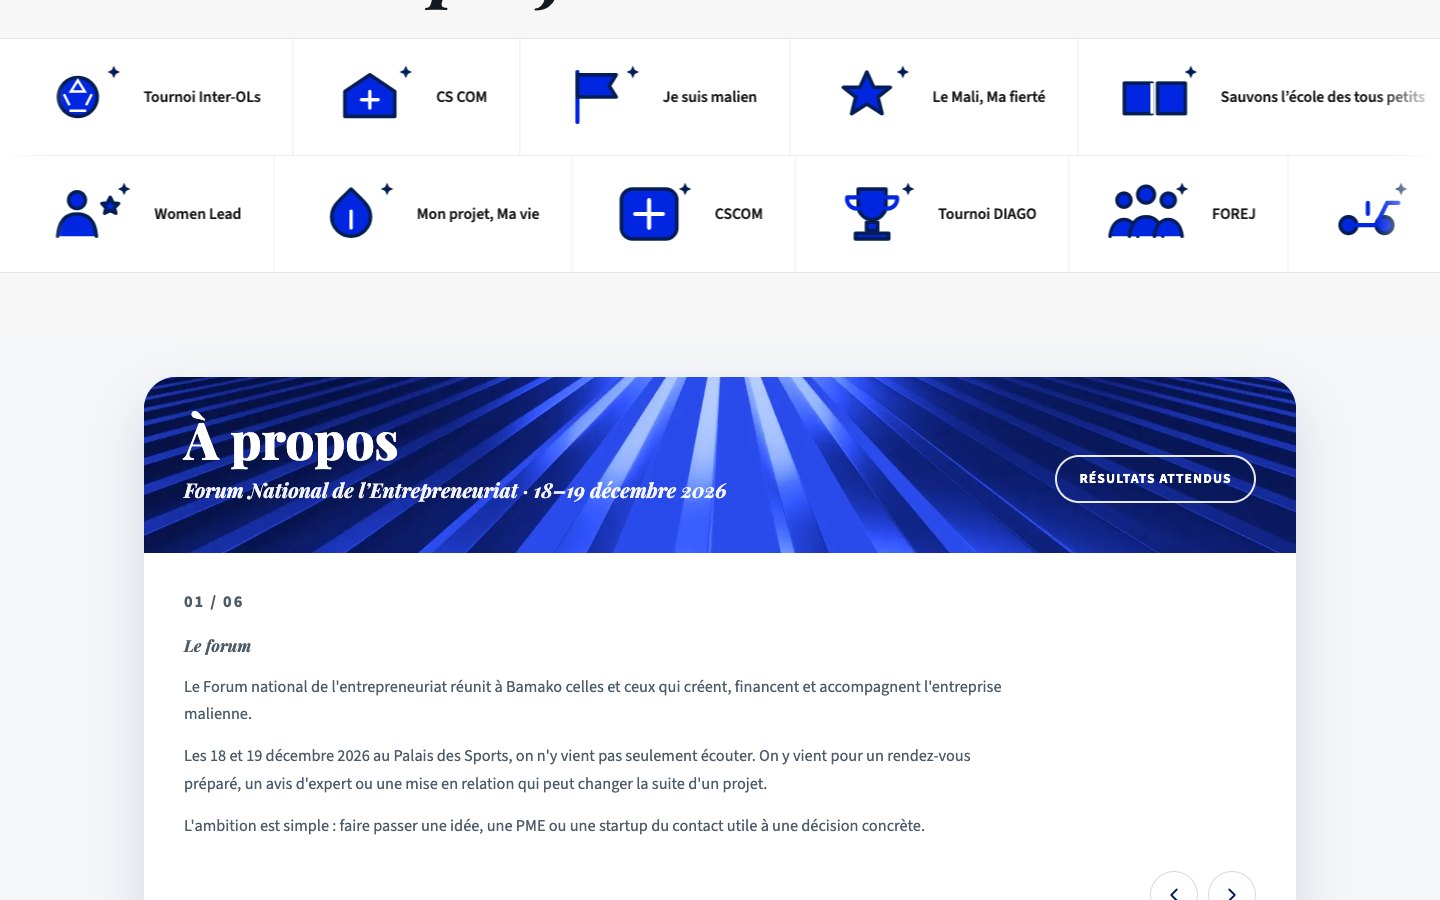 Tournoi Inter-OLs
CS COM
Je suis malien
Le Mali, Ma fierté
Sauvons l’école des tous petits
Women Lead
Mon projet, Ma vie
CSCOM
Tournoi DIAGO
FOREJ
À propos
Forum National de l’Entrepreneuriat · 18–19 décembre 2026
RÉSULTATS ATTENDUS
01 / 06
Le forum
Le Forum national de l'entrepreneuriat réunit à Bamako celles et ceux qui créent, financent et accompagnent l'entreprise
malienne.
Les 18 et 19 décembre 2026 au Palais des Sports, on n'y vient pas seulement écouter. On y vient pour un rendez-vous
préparé, un avis d'expert ou une mise en relation qui peut changer la suite d'un projet.
L'ambition est simple : faire passer une idée, une PME ou une startup du contact utile à une décision concrète.